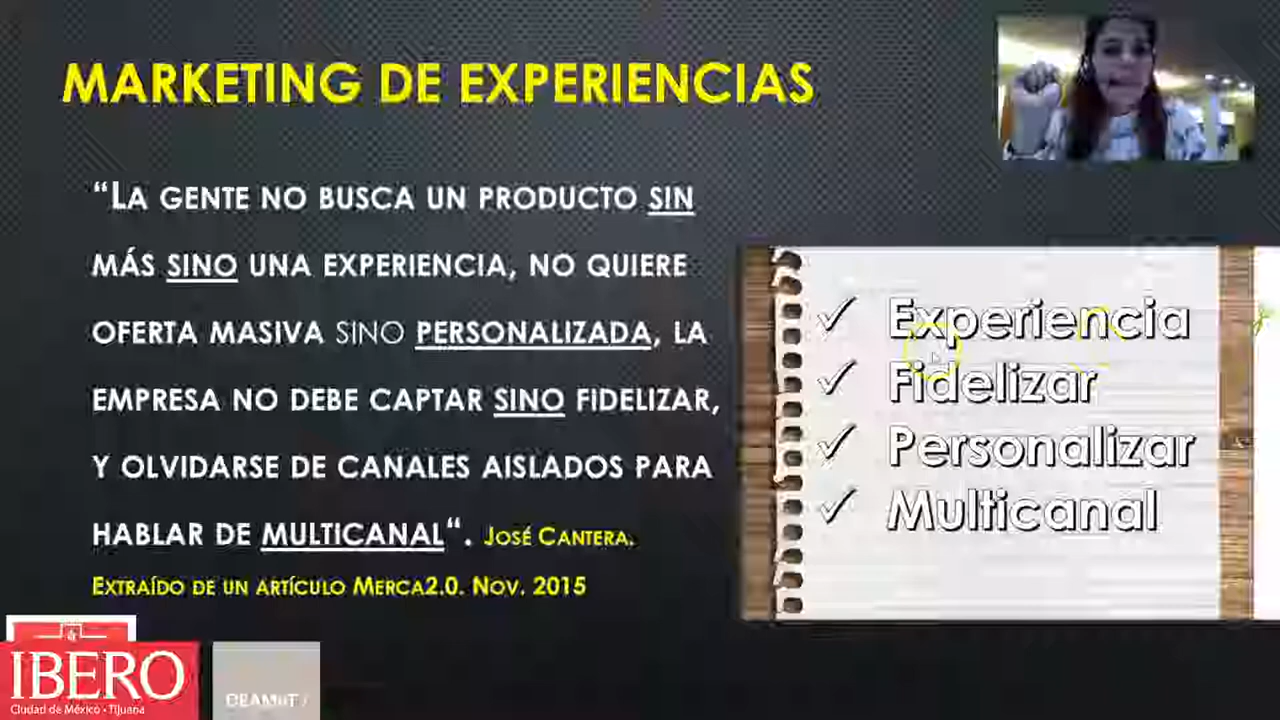 MARKETING DE EXPERIENCIAS
“LA GENTE NO BUSCA UN PRODUCTO SIN
MÁS SINO UNA EXPERIENCIA, NO QUIERE
OFERTA MASIVA SINO PERSONALIZADA, LA
EMPRESA NO DEBE CAPTAR SINO FIDELIZAR,
Y OLVIDARSE DE CANALES AISLADOS PARA
HABLAR DE MULTICANAL“. JOSÉ CANTERA.
EXTRAÍDO DE UN ARTÍCULO MERCA2.0. NOV. 2015
✓ Experiencia
✓ Fidelizar
✓ Personalizar
✓ Multicanal
IBERO
Ciudad de México • Tijuana